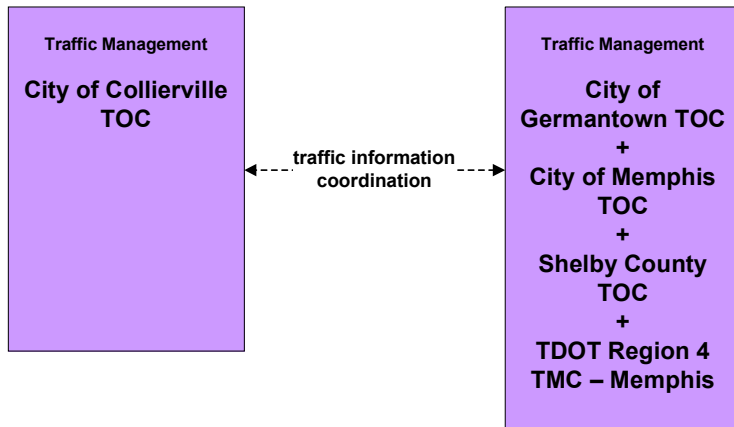 Traffic Management
City of Collierville
TOC
traffic information
coordination
Traffic Management
City of
Germantown TOC
+
City of Memphis
TOC
+
Shelby County
TOC
+
TDOT Region 4
TMC – Memphis